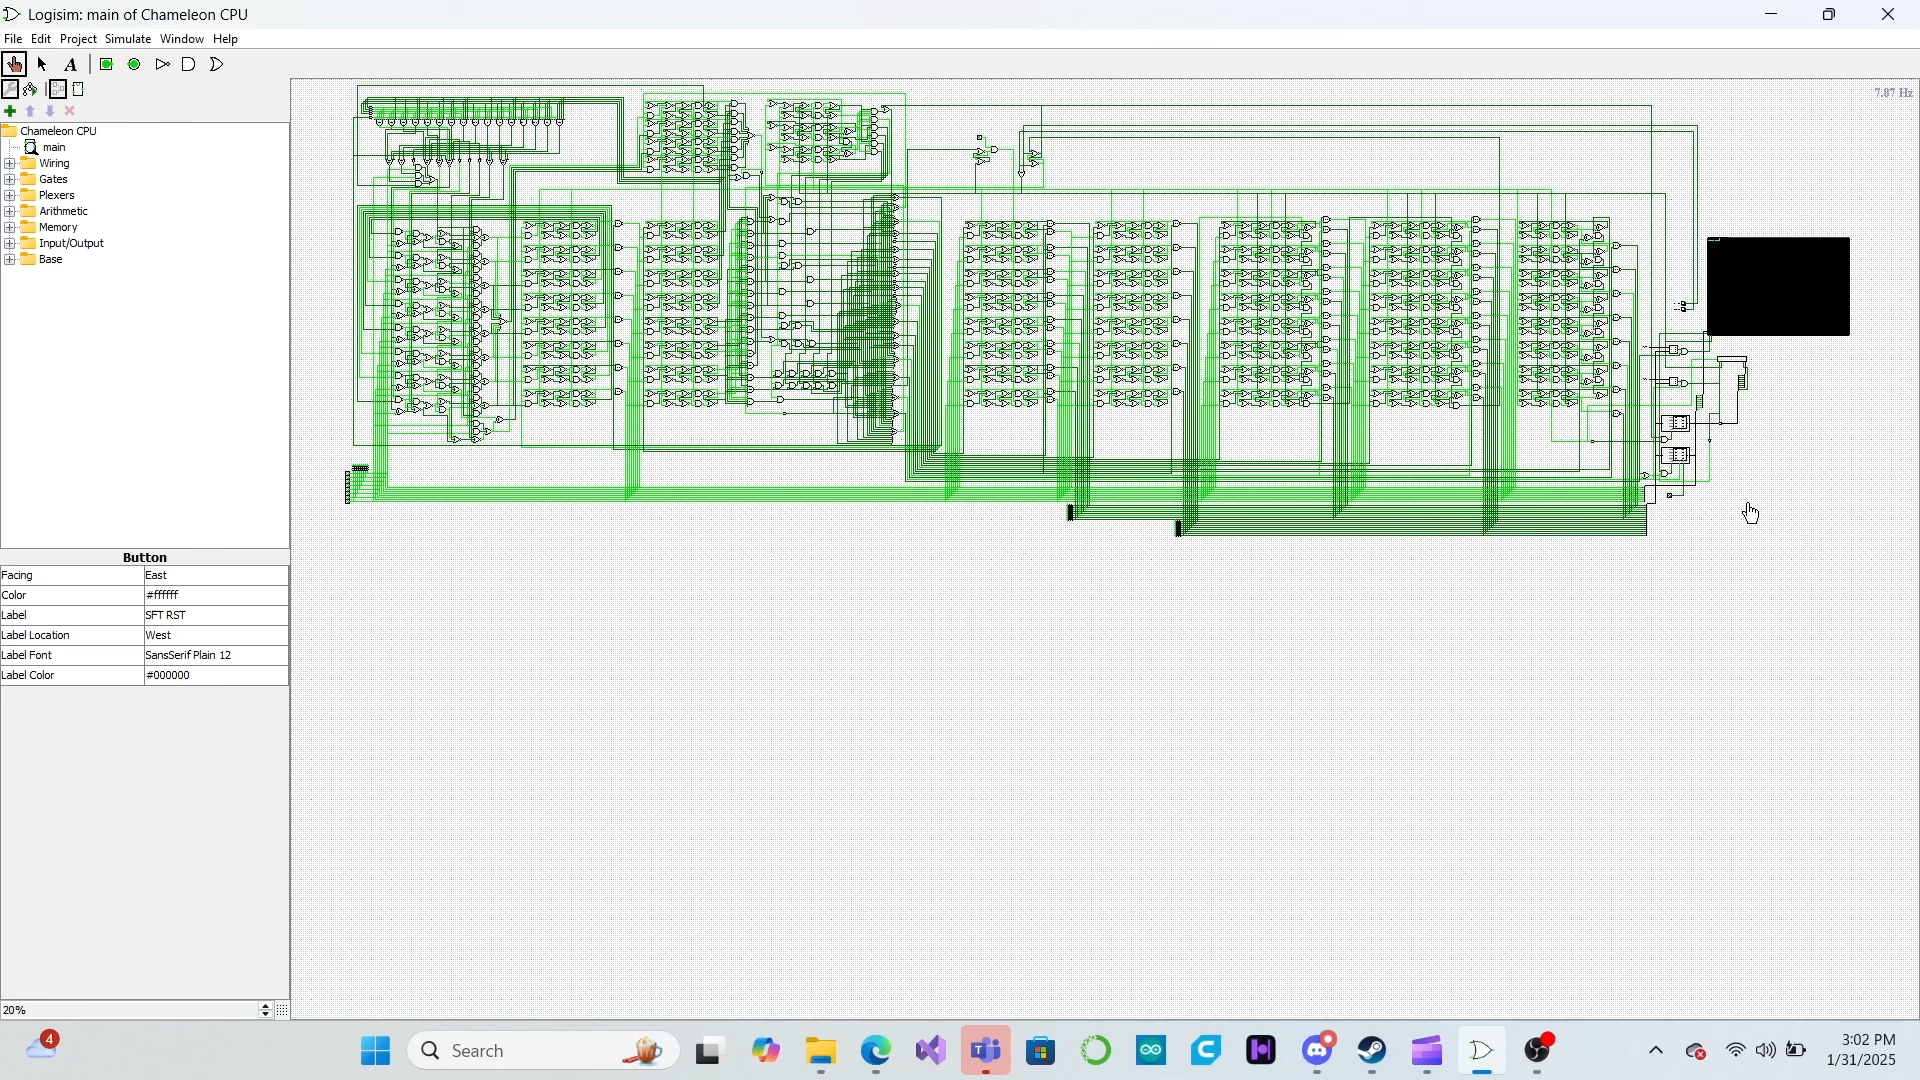 Logisim: main of Chameleon CPU
File Edit Project Simulate Window Help
A
7.87 Hz
Chameleon CPU
main
Wiring
Gates
Plexers
Arithmetic
Memory
Input/Output
Base
Button
Facing East
Color #ffffff
Label SFT RST
Label Location West
Label Font SansSerif Plain 12
Label Color #000000
20%
4
Search
3:02 PM
1/31/2025